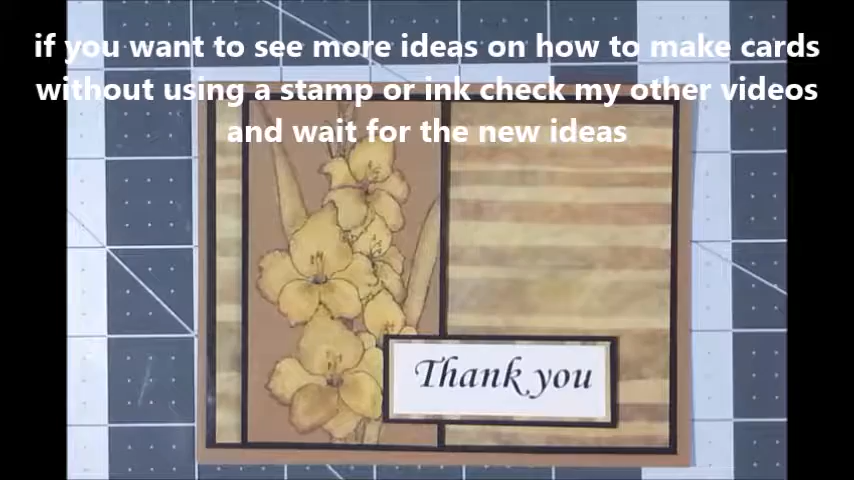 if you want to see more ideas on how to make cards
without using a stamp or ink check my other videos
and wait for the new ideas
Thank you